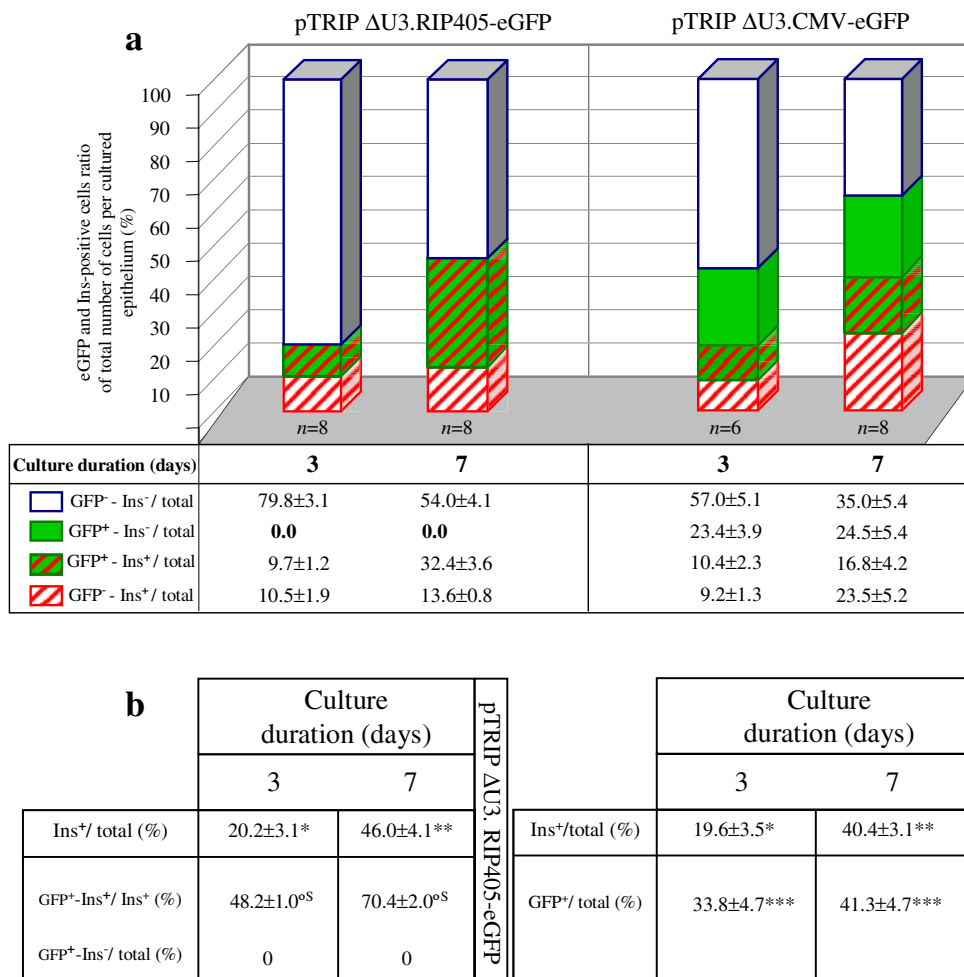 a
pTRIP ΔU3.RIP405-eGFP
pTRIP ΔU3.CMV-eGFP
eGFP and Ins-positive cells ratio
of total number of cells per cultured
epithelium (%)
100
90
80
70
60
50
40
30
20
10
n=8
n=8
n=6
n=8
Culture duration (days) 3 7 3 7
GFP⁻ - Ins⁻/ total 79.8±3.1 54.0±4.1 57.0±5.1 35.0±5.4
GFP⁺ - Ins⁻/ total 0.0 0.0 23.4±3.9 24.5±5.4
GFP⁺ - Ins⁺/ total 9.7±1.2 32.4±3.6 10.4±2.3 16.8±4.2
GFP⁻ - Ins⁺/ total 10.5±1.9 13.6±0.8 9.2±1.3 23.5±5.2
b
Culture
duration (days)
3 7
Ins⁺/ total (%) 20.2±3.1* 46.0±4.1**
GFP⁺-Ins⁺/ Ins⁺ (%) 48.2±1.0ºS 70.4±2.0ºS
GFP⁺-Ins⁻/ total (%) 0 0
pTRIP ΔU3. RIP405-eGFP
Culture
duration (days)
3 7
Ins⁺/total (%) 19.6±3.5* 40.4±3.1**
GFP⁺/ total (%) 33.8±4.7*** 41.3±4.7***